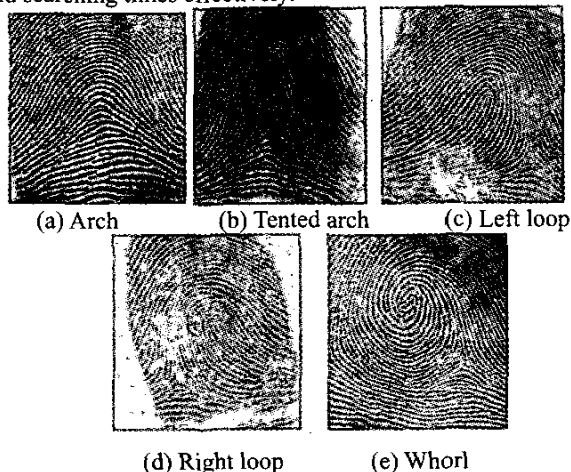 searching times effectively.
(a) Arch (b) Tented arch (c) Left loop
(d) Right loop (e) Whorl